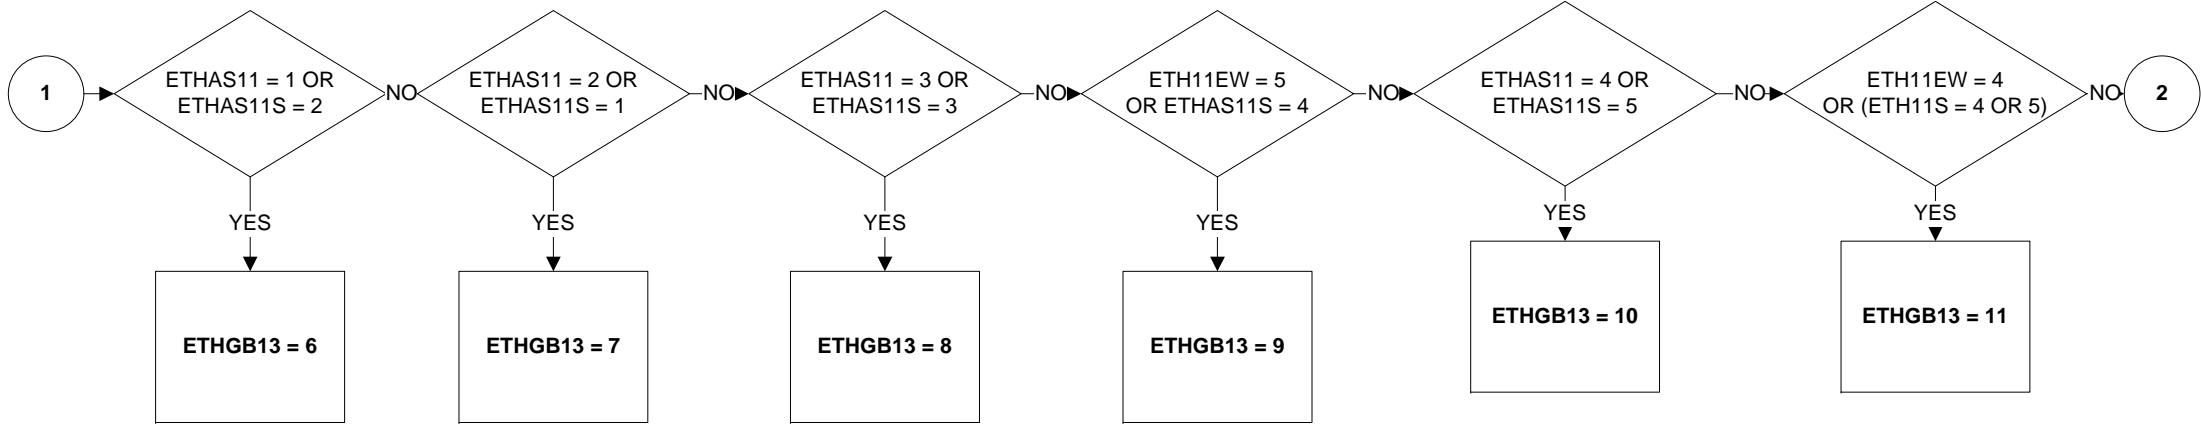 1
ETHAS11 = 1 OR
ETHAS11S = 2
NO
ETHAS11 = 2 OR
ETHAS11S = 1
NO
ETHAS11 = 3 OR
ETHAS11S = 3
NO
ETH11EW = 5
OR ETHAS11S = 4
NO
ETHAS11 = 4 OR
ETHAS11S = 5
NO
ETH11EW = 4
OR (ETH11S = 4 OR 5)
NO
2
YES
YES
YES
YES
YES
YES
ETHGB13 = 6
ETHGB13 = 7
ETHGB13 = 8
ETHGB13 = 9
ETHGB13 = 10
ETHGB13 = 11